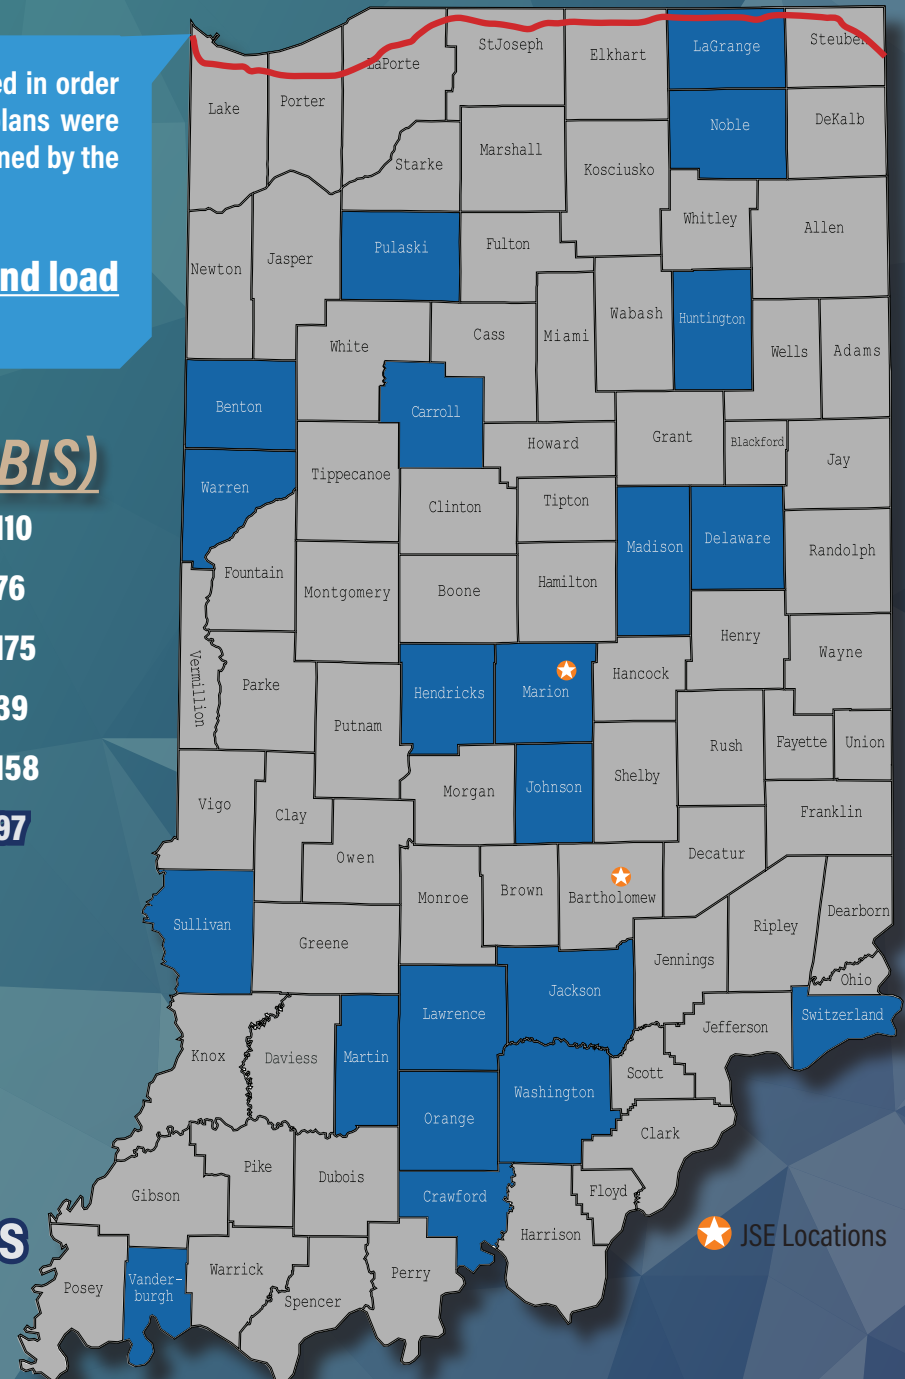 ed in order
lans were
ned by the
nd load
BIS)
110
76
175
39
158
97
S
LaPorte
StJoseph
Elkhart
LaGrange
Steuben
Lake
Porter
Starke
Marshall
Kosciusko
Noble
DeKalb
Newton
Jasper
Pulaski
Fulton
Whitley
Allen
White
Cass
Miami
Wabash
Huntington
Wells
Adams
Benton
Carroll
Howard
Grant
Blackford
Jay
Warren
Tippecanoe
Clinton
Tipton
Madison
Delaware
Randolph
Fountain
Montgomery
Boone
Hamilton
Henry
Wayne
Vermillion
Parke
Putnam
Hendricks
Marion
Hancock
Rush
Fayette
Union
Vigo
Clay
Morgan
Johnson
Shelby
Franklin
Owen
Decatur
Sullivan
Greene
Monroe
Brown
Bartholomew
Jennings
Ripley
Dearborn
Ohio
Knox
Daviess
Martin
Lawrence
Jackson
Jefferson
Switzerland
Scott
Orange
Washington
Clark
Gibson
Pike
Dubois
Crawford
Floyd
Harrison
Posey
Vander-
burgh
Warrick
Spencer
Perry
JSE Locations